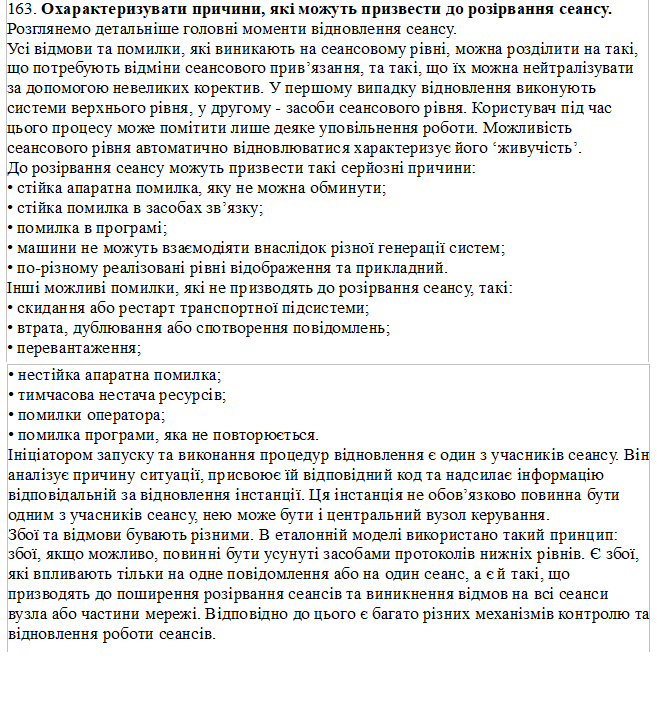 163. Охарактеризувати причини, які можуть призвести до розірвання сеансу.
Розглянемо детальніше головні моменти відновлення сеансу.
Усі відмови та помилки, які виникають на сеансовому рівні, можна розділити на такі,
що потребують відміни сеансового прив’язання, та такі, що їх можна нейтралізувати
за допомогою невеликих коректив. У першому випадку відновлення виконують
системи верхнього рівня, у другому - засоби сеансового рівня. Користувач під час
цього процесу може помітити лише деяке уповільнення роботи. Можливість
сеансового рівня автоматично відновлюватися характеризує його ‘живучість’.
До розірвання сеансу можуть призвести такі серйозні причини:
• стійка апаратна помилка, яку не можна обминути;
• стійка помилка в засобах зв’язку;
• помилка в програмі;
• машини не можуть взаємодіяти внаслідок різної генерації систем;
• по-різному реалізовані рівні відображення та прикладний.
Інші можливі помилки, які не призводять до розірвання сеансу, такі:
• скидання або рестарт транспортної підсистеми;
• втрата, дублювання або спотворення повідомлень;
• перевантаження;
• нестійка апаратна помилка;
• тимчасова нестача ресурсів;
• помилки оператора;
• помилка програми, яка не повторюється.
Ініціатором запуску та виконання процедур відновлення є один з учасників сеансу. Він
аналізує причину ситуації, присвоює їй відповідний код та надсилає інформацію
відповідальній за відновлення інстанції. Ця інстанція не обов’язково повинна бути
одним з учасників сеансу, нею може бути і центральний вузол керування.
Збої та відмови бувають різними. В еталонній моделі використано такий принцип:
збої, якщо можливо, повинні бути усунуті засобами протоколів нижніх рівнів. Є збої,
які впливають тільки на одне повідомлення або на один сеанс, а є й такі, що
призводять до поширення розірвання сеансів та виникнення відмов на всі сеанси
вузла або частини мережі. Відповідно до цього є багато різних механізмів контролю та
відновлення роботи сеансів.